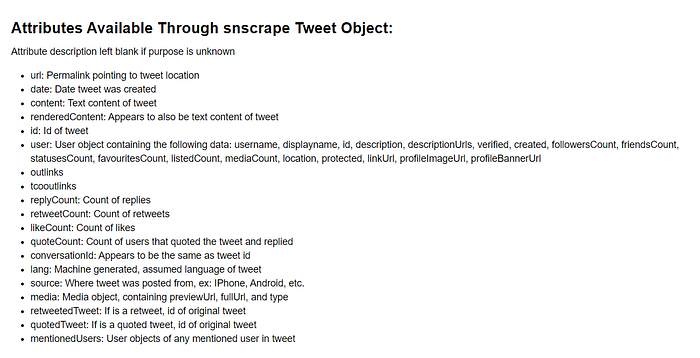 Attributes Available Through snscrape Tweet Object:
Attribute description left blank if purpose is unknown
• url: Permalink pointing to tweet location
• date: Date tweet was created
• content: Text content of tweet
• renderedContent: Appears to also be text content of tweet
• id: Id of tweet
• user: User object containing the following data: username, displayname, id, description, descriptionUrls, verified, created, followersCount, friendsCount,
statusesCount, favouritesCount, listedCount, mediaCount, location, protected, linkUrl, profileImageUrl, profileBannerUrl
• outlinks
• tcooutlinks
• replyCount: Count of replies
• retweetCount: Count of retweets
• likeCount: Count of likes
• quoteCount: Count of users that quoted the tweet and replied
• conversationId: Appears to be the same as tweet id
• lang: Machine generated, assumed language of tweet
• source: Where tweet was posted from, ex: IPhone, Android, etc.
• media: Media object, containing previewUrl, fullUrl, and type
• retweetedTweet: If is a retweet, id of original tweet
• quotedTweet: If is a quoted tweet, id of original tweet
• mentionedUsers: User objects of any mentioned user in tweet